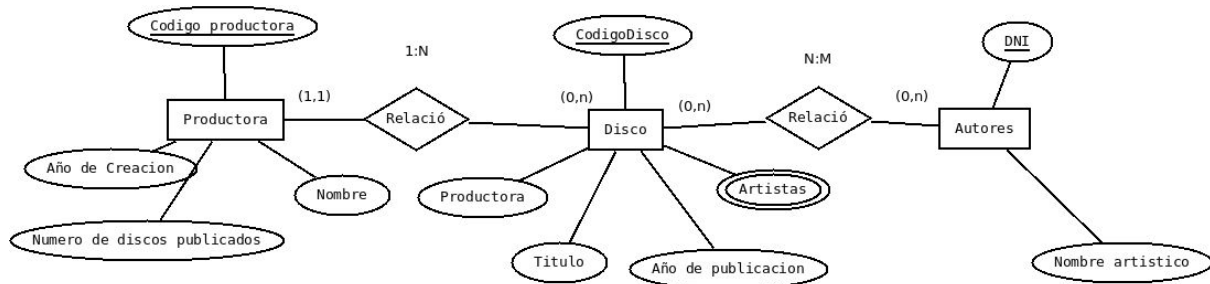 Codigo productora
1:N
CodigoDisco
N:M
DNI
(1,1)
(0,n)
(0,n)
(0,n)
Productora
Relació
Disco
Relació
Autores
Año de Creacion
Nombre
Productora
Artistas
Numero de discos publicados
Titulo
Año de publicacion
Nombre artistico